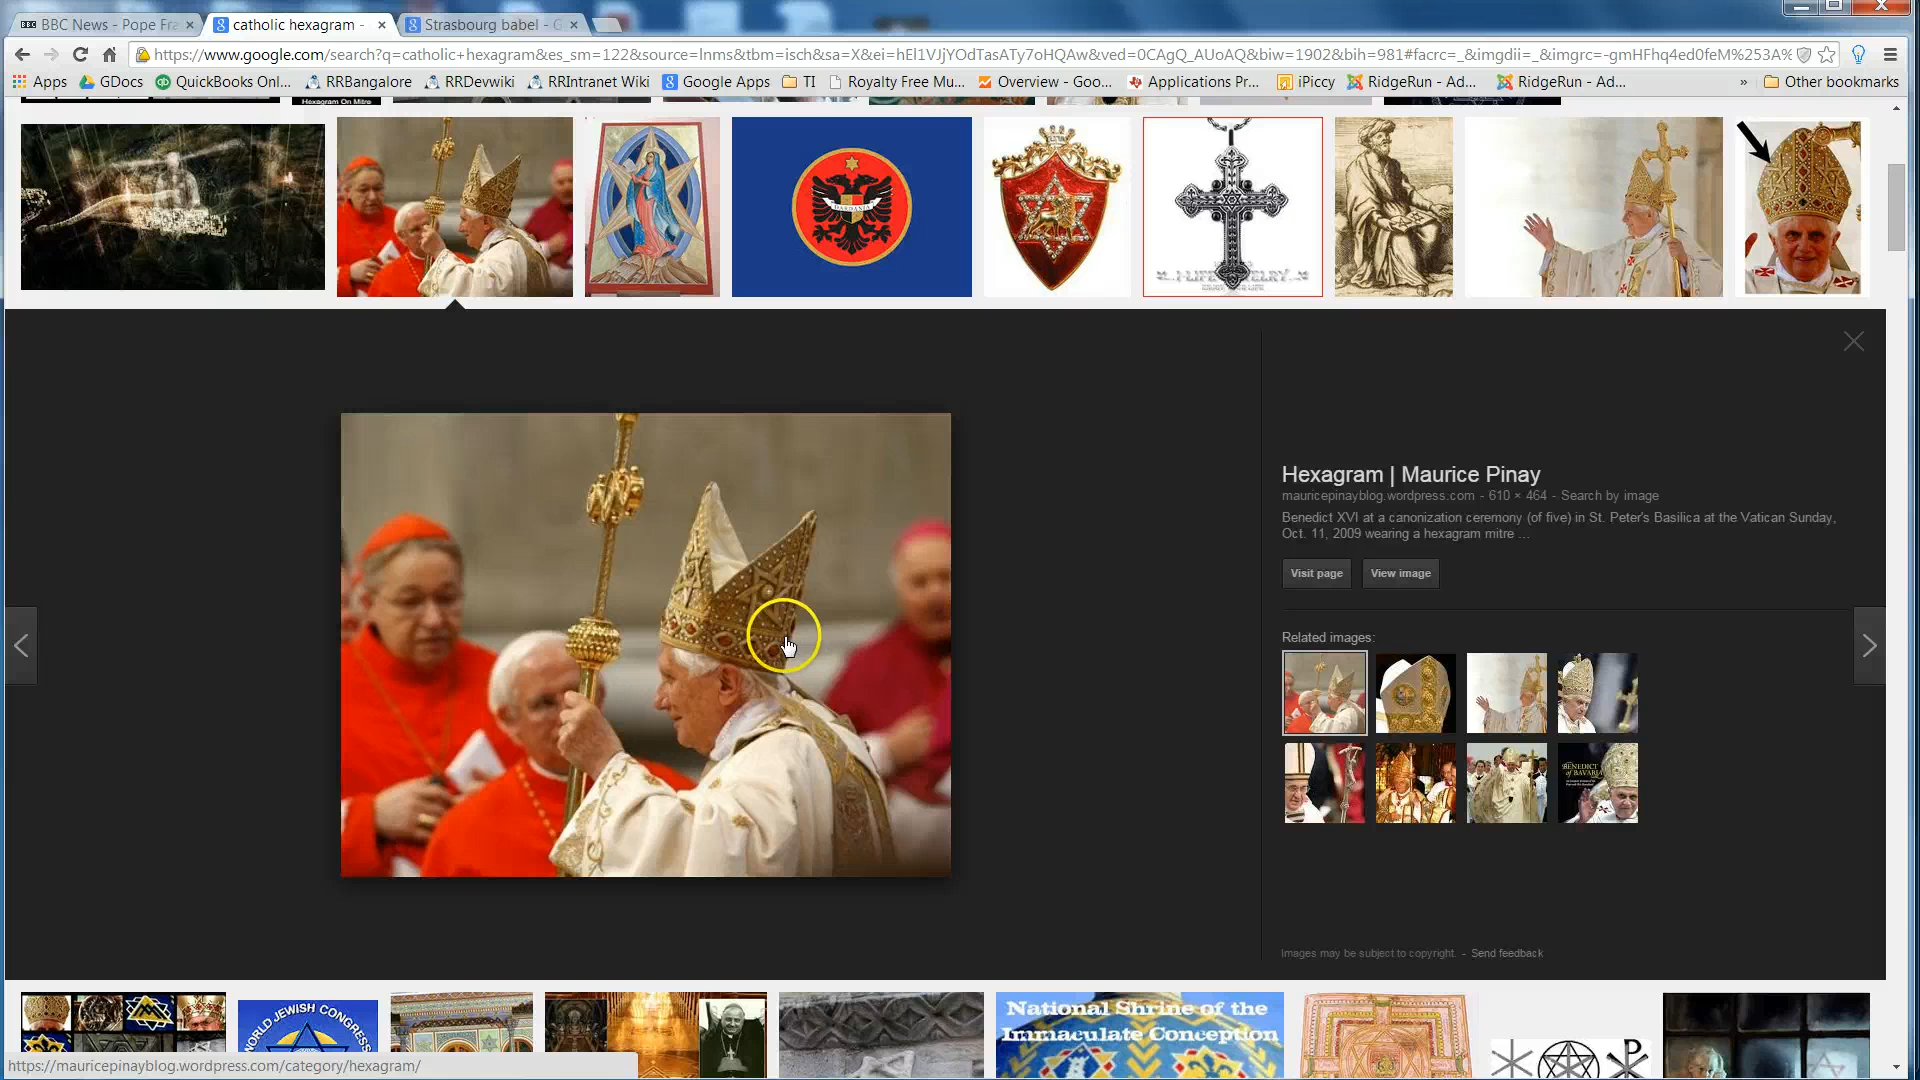 BBC News - Pope Fra
catholic hexagram -
Strasbourg babel - G
https://www.google.com/search?q=catholic+hexagram&es_sm=122&source=lnms&tbm=isch&sa=X&ei=hEl1VJjYOdTasATy7oHQAw&ved=0CAgQ_AUoAQ&biw=1902&bih=981#facrc=_&imgdii=_&imgrc=-gmHFhq4ed0feM%253A%
Apps GDocs QuickBooks Onl... RRBangalore RRDevwiki RRIntranet Wiki Google Apps TI Royalty Free Mu... Overview - Goo... Applications Pr... iPiccy RidgeRun - Ad... RidgeRun - Ad... » Other bookmarks
Hexagram On Mitre
DARDANIA
Hexagram | Maurice Pinay
mauricepinayblog.wordpress.com - 610 × 464 - Search by image
Benedict XVI at a canonization ceremony (of five) in St. Peter's Basilica at the Vatican Sunday,
Oct. 11, 2009 wearing a hexagram mitre ...
Visit page View image
Related images:
BENEDICT
of BAVARIA
Images may be subject to copyright. - Send feedback
WORLD JEWISH CONGRESS
National Shrine of the
Immaculate Conception
https://mauricepinayblog.wordpress.com/category/hexagram/